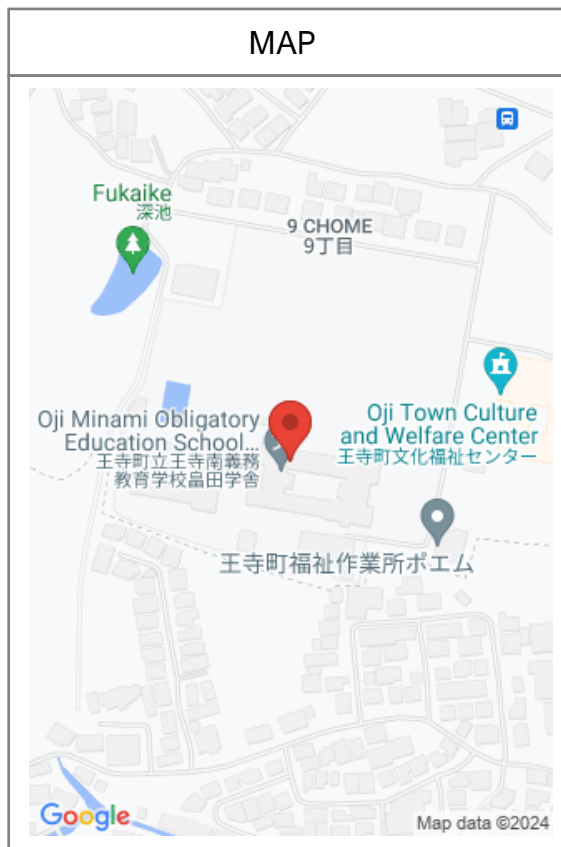 MAP
Fukaike
深池
9 CHOME
9丁目
Oji Minami Obligatory
Education School...
王寺町立王寺南義務
教育学校畠田学舎
Oji Town Culture
and Welfare Center
王寺町文化福祉センター
王寺町福祉作業所ポエム
Google
Map data ©2024